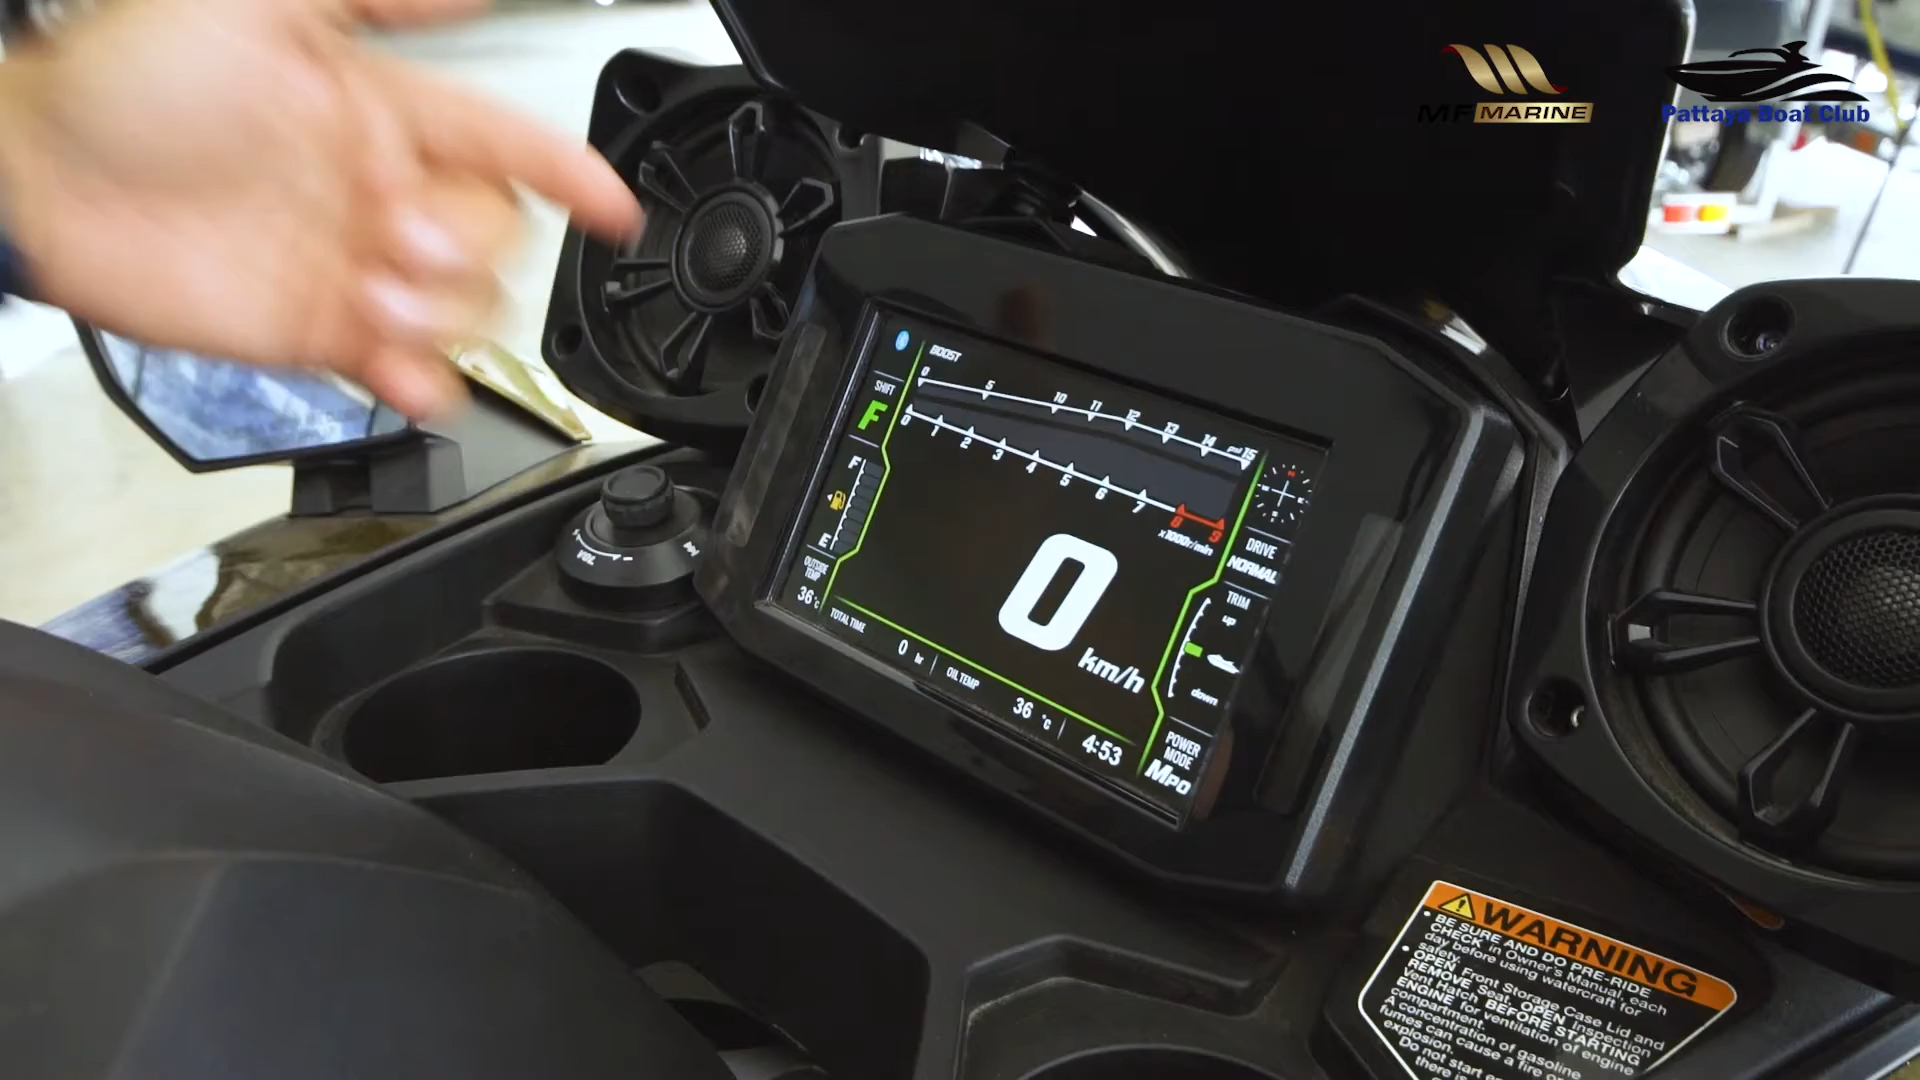 MF MARINE
Pattaya Boat Club
BOOST
0 5 10 11 12 13 14 psi 15
SHIFT
F
0 1 2 3 4 5 6 7 8 9
x1000r/min
F
E
OUTSIDE
TEMP
36°c
DRIVE
NORMAL
TRIM
up
down
0
km/h
TOTAL TIME
0 hr
OIL TEMP
36 °c
4:53
POWER
MODE
MPO
VOL
WARNING
• BE SURE AND DO PRE-RIDE
CHECK in Owner's Manual, each
day before using watercraft for
safety.
• OPEN Front Storage Case Lid and
REMOVE Seat. OPEN Inspection
Vent Hatch BEFORE STARTING
ENGINE for ventilation of engine
compartment.
A concentration of gasoline
fumes can cause a fire or
explosion.
Do not start